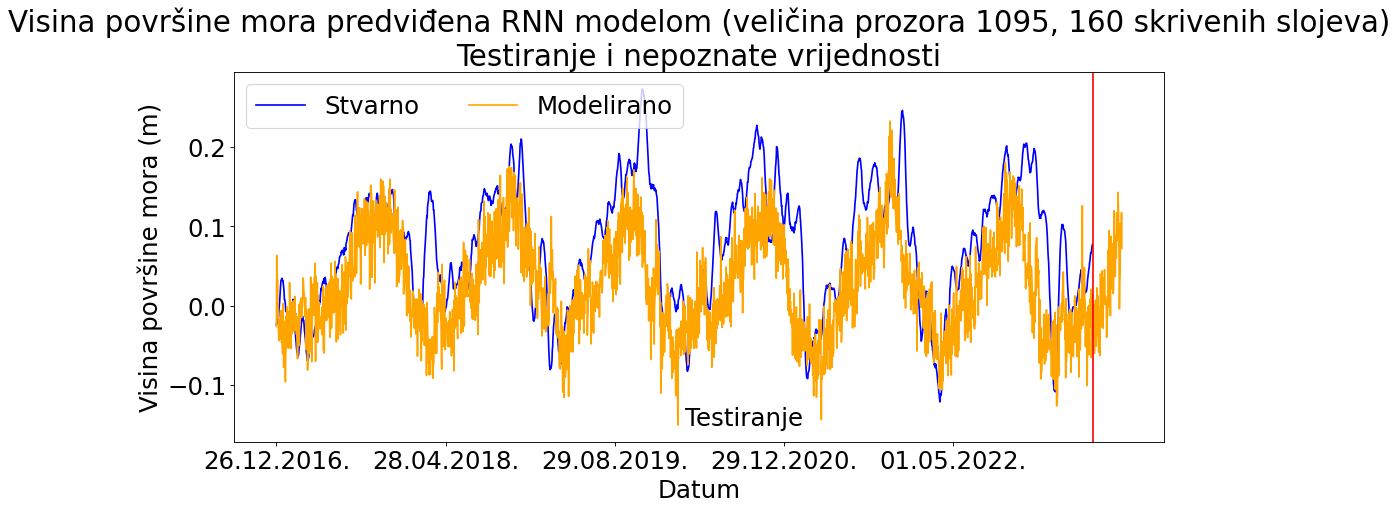 Visina površine mora predviđena RNN modelom (veličina prozora 1095, 160 skrivenih slojeva)
Testiranje i nepoznate vrijednosti
Stvarno Modelirano
Visina površine mora (m)
0.2
0.1
0.0
−0.1
Testiranje
26.12.2016. 28.04.2018. 29.08.2019. 29.12.2020. 01.05.2022.
Datum